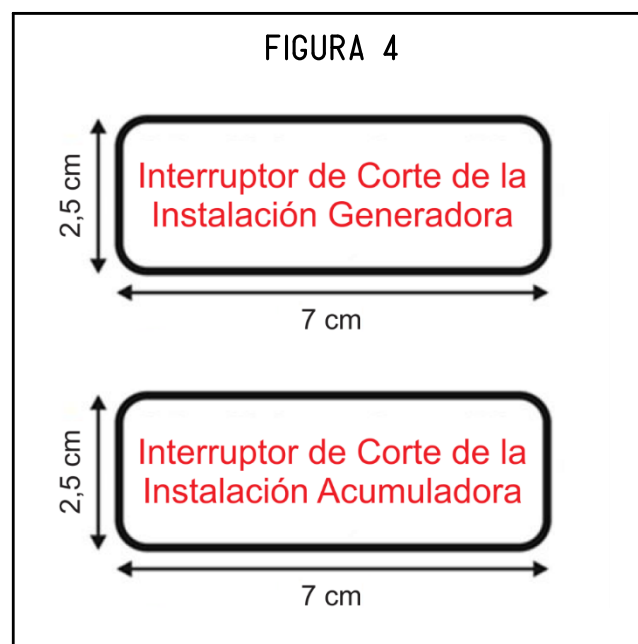 FIGURA 4
Interruptor de Corte de la
Instalación Generadora
2,5 cm
7 cm
Interruptor de Corte de la
Instalación Acumuladora
2,5 cm
7 cm